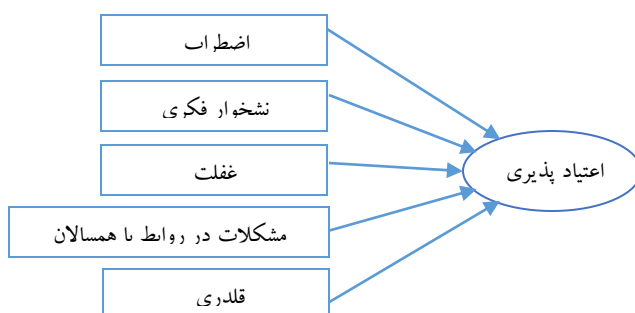 اضطراب
نشخوار فکری
غفلت
اعتیاد پذیری
مشکلات در روابط با همسالان
قلدری